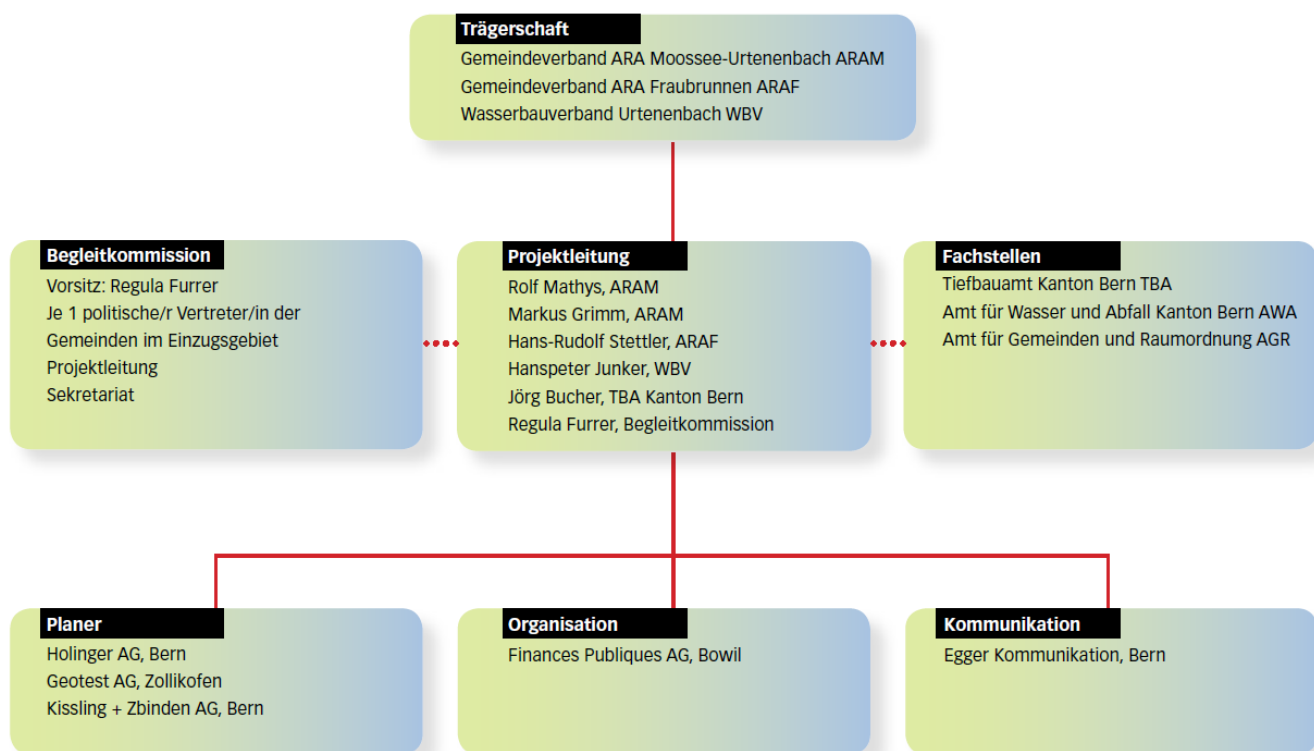 Trägerschaft
Gemeindeverband ARA Moossee-Urtenenbach ARAM
Gemeindeverband ARA Fraubrunnen ARAF
Wasserbauverband Urtenenbach WBV
Begleitkommission
Vorsitz: Regula Furrer
Je 1 politische/r Vertreter/in der
Gemeinden im Einzugsgebiet
Projektleitung
Sekretariat
Projektleitung
Rolf Mathys, ARAM
Markus Grimm, ARAM
Hans-Rudolf Stettler, ARAF
Hanspeter Junker, WBV
Jörg Bucher, TBA Kanton Bern
Regula Furrer, Begleitkommission
Fachstellen
Tiefbauamt Kanton Bern TBA
Amt für Wasser und Abfall Kanton Bern AWA
Amt für Gemeinden und Raumordnung AGR
Planer
Holinger AG, Bern
Geotest AG, Zollikofen
Kissling + Zbinden AG, Bern
Organisation
Finances Publiques AG, Bowil
Kommunikation
Egger Kommunikation, Bern